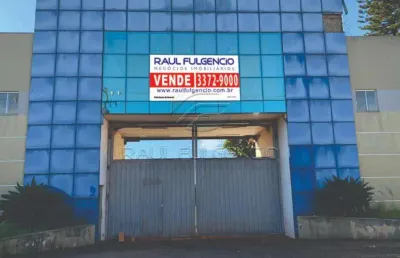 RAUL FULGENCIO
NEGÓCIOS IMOBILIÁRIOS
VENDE 3372-9000
www.raulfulgencio.com.br
RAUL FULGENCIO